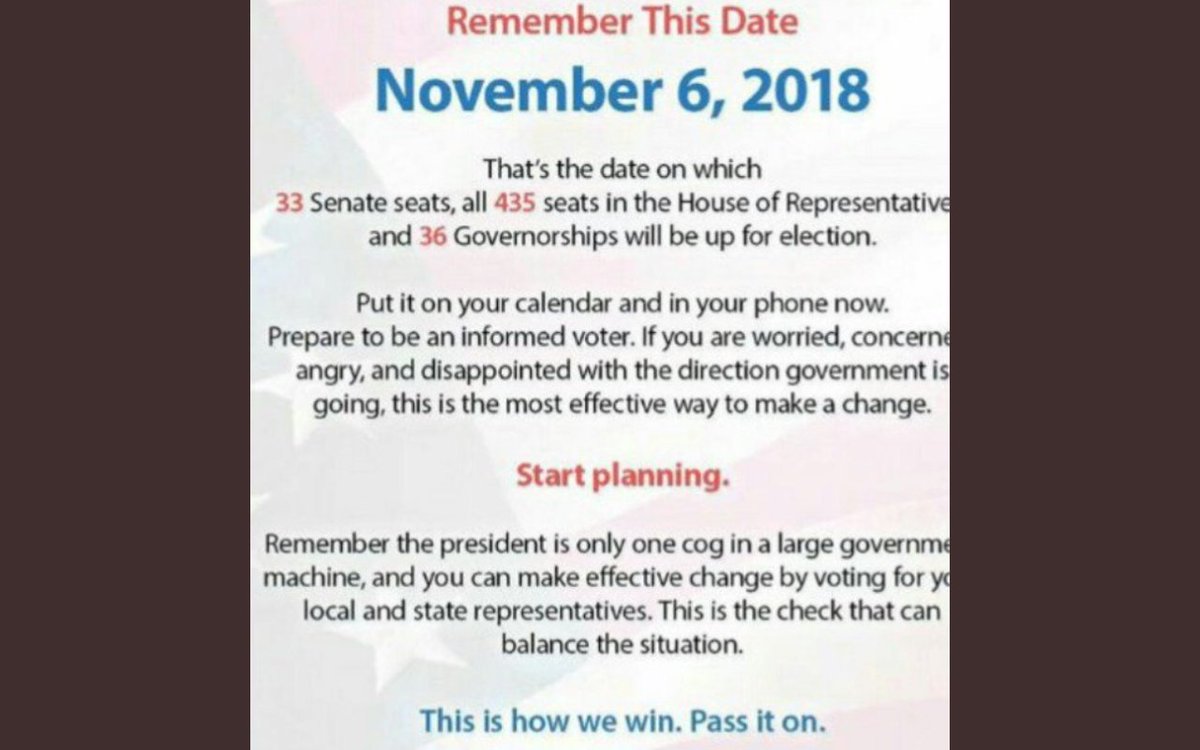 Remember This Date
November 6, 2018
That's the date on which
33 Senate seats, all 435 seats in the House of Representative
and 36 Governorships will be up for election.
Put it on your calendar and in your phone now.
Prepare to be an informed voter. If you are worried, concerne
angry, and disappointed with the direction government is
going, this is the most effective way to make a change.
Start planning.
Remember the president is only one cog in a large governme
machine, and you can make effective change by voting for yo
local and state representatives. This is the check that can
balance the situation.
This is how we win. Pass it on.